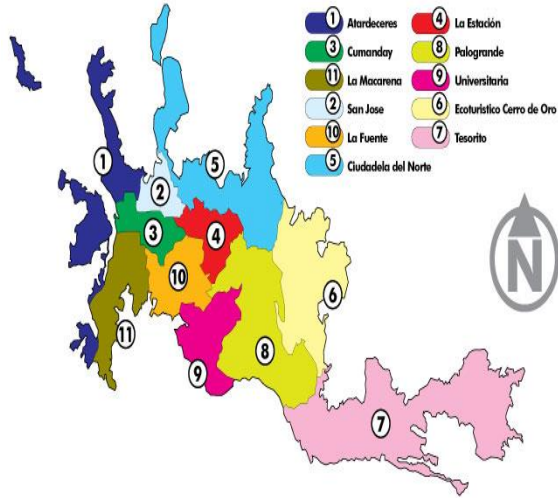 1 Atardeceres
3 Cumanday
11 La Macarena
2 San Jose
10 La Fuente
5 Ciudadela del Norte
4 La Estación
8 Palogrande
9 Universitaria
6 Ecoturistico Cerro de Oro
7 Tesorito
1
2
5
3
4
10
6
11
8
9
7
N